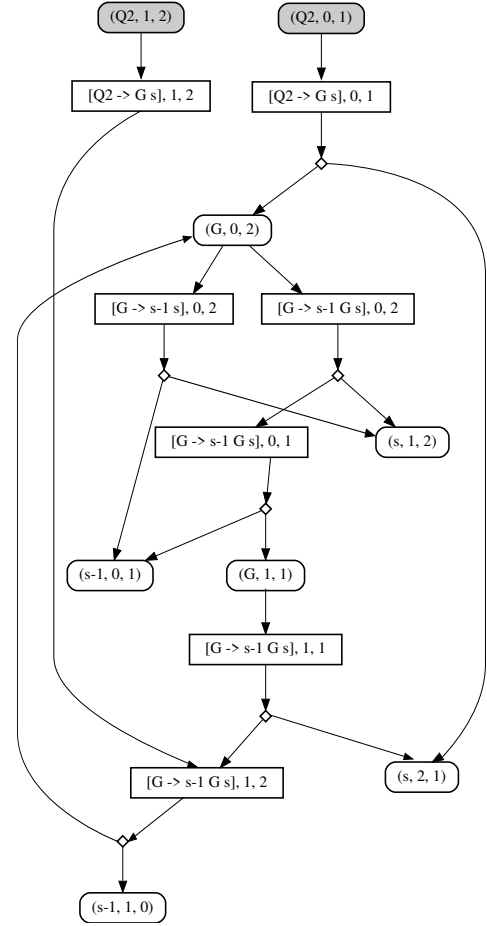 (Q2, 1, 2)
(Q2, 0, 1)
[Q2 -> G s], 1, 2
[Q2 -> G s], 0, 1
(G, 0, 2)
[G -> s-1 s], 0, 2
[G -> s-1 G s], 0, 2
[G -> s-1 G s], 0, 1
(s, 1, 2)
(s-1, 0, 1)
(G, 1, 1)
[G -> s-1 G s], 1, 1
[G -> s-1 G s], 1, 2
(s, 2, 1)
(s-1, 1, 0)